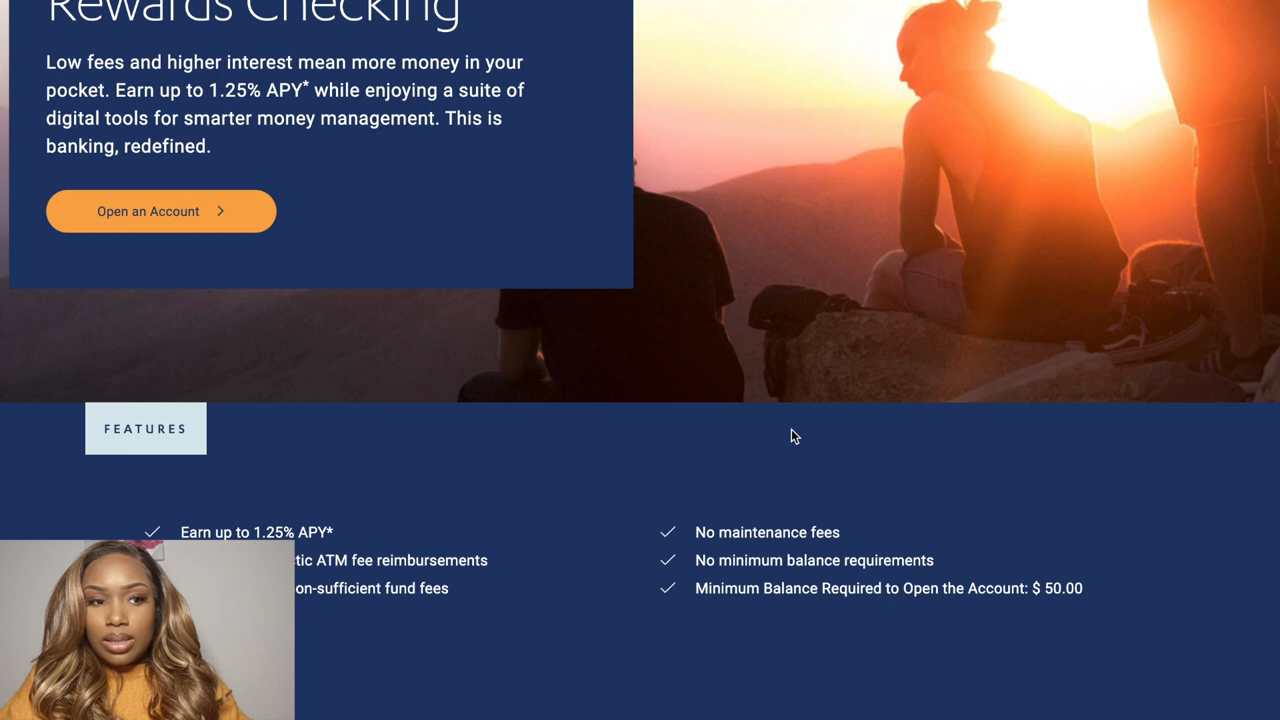 Rewards Checking
Low fees and higher interest mean more money in your
pocket. Earn up to 1.25% APY* while enjoying a suite of
digital tools for smarter money management. This is
banking, redefined.
Open an Account
FEATURES
Earn up to 1.25% APY*
ATM fee reimbursements
fund fees
No maintenance fees
No minimum balance requirements
Minimum Balance Required to Open the Account: $ 50.00